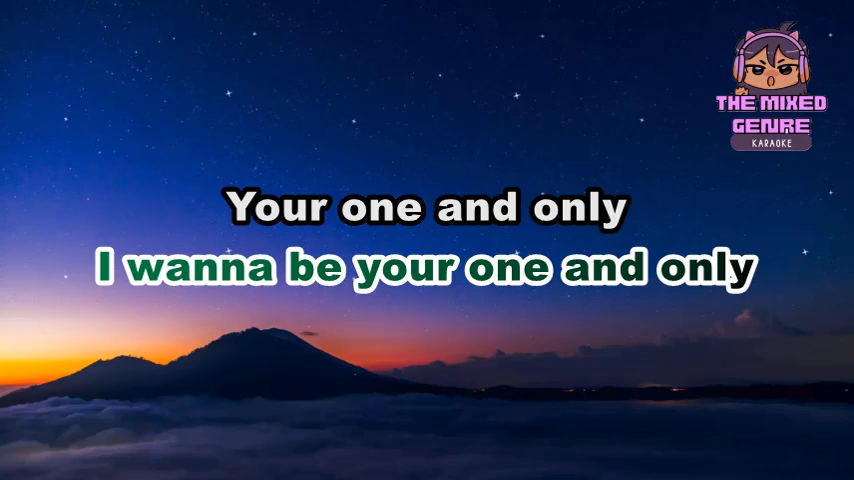 THE MIXED
GENRE
KARAOKE
Your one and only
I wanna be your one and only